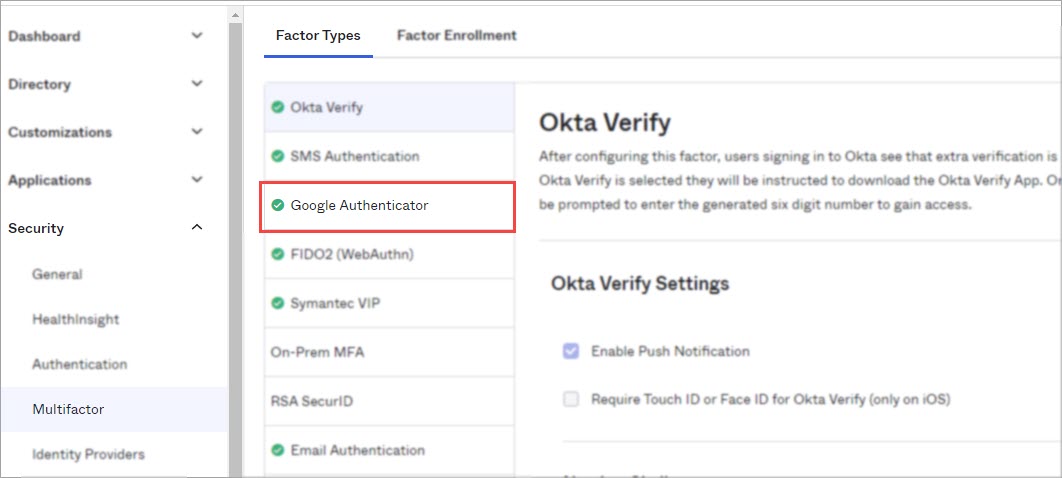 Dashboard
Directory
Customizations
Applications
Security
General
HealthInsight
Authentication
Multifactor
Identity Providers
Factor Types
Factor Enrollment
Okta Verify
SMS Authentication
Google Authenticator
FIDO2 (WebAuthn)
Symantec VIP
On-Prem MFA
RSA SecurID
Email Authentication
Okta Verify
After configuring this factor, users signing in to Okta see that extra verification is
Okta Verify is selected they will be instructed to download the Okta Verify App. On
be prompted to enter the generated six digit number to gain access.
Okta Verify Settings
Enable Push Notification
Require Touch ID or Face ID for Okta Verify (only on iOS)